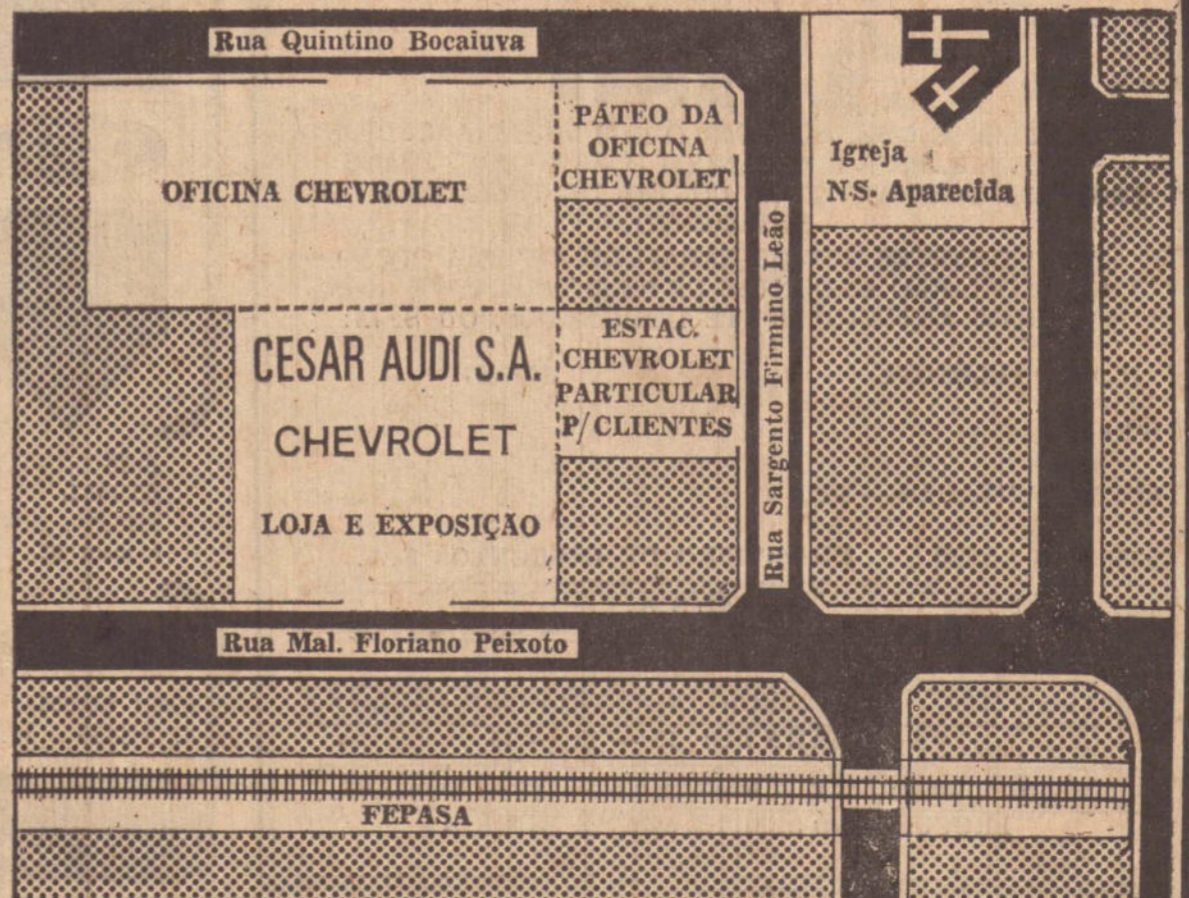 Rua Quintino Bocaiuva
OFICINA CHEVROLET
PÁTEO DA
OFICINA
CHEVROLET
Igreja
N.S. Aparecida
Rua Sargento Firmino Leão
CESAR AUDI S.A.
CHEVROLET
LOJA E EXPOSIÇÃO
ESTAC.
CHEVROLET
PARTICULAR
P/CLIENTES
Rua Mal. Floriano Peixoto
FEPASA